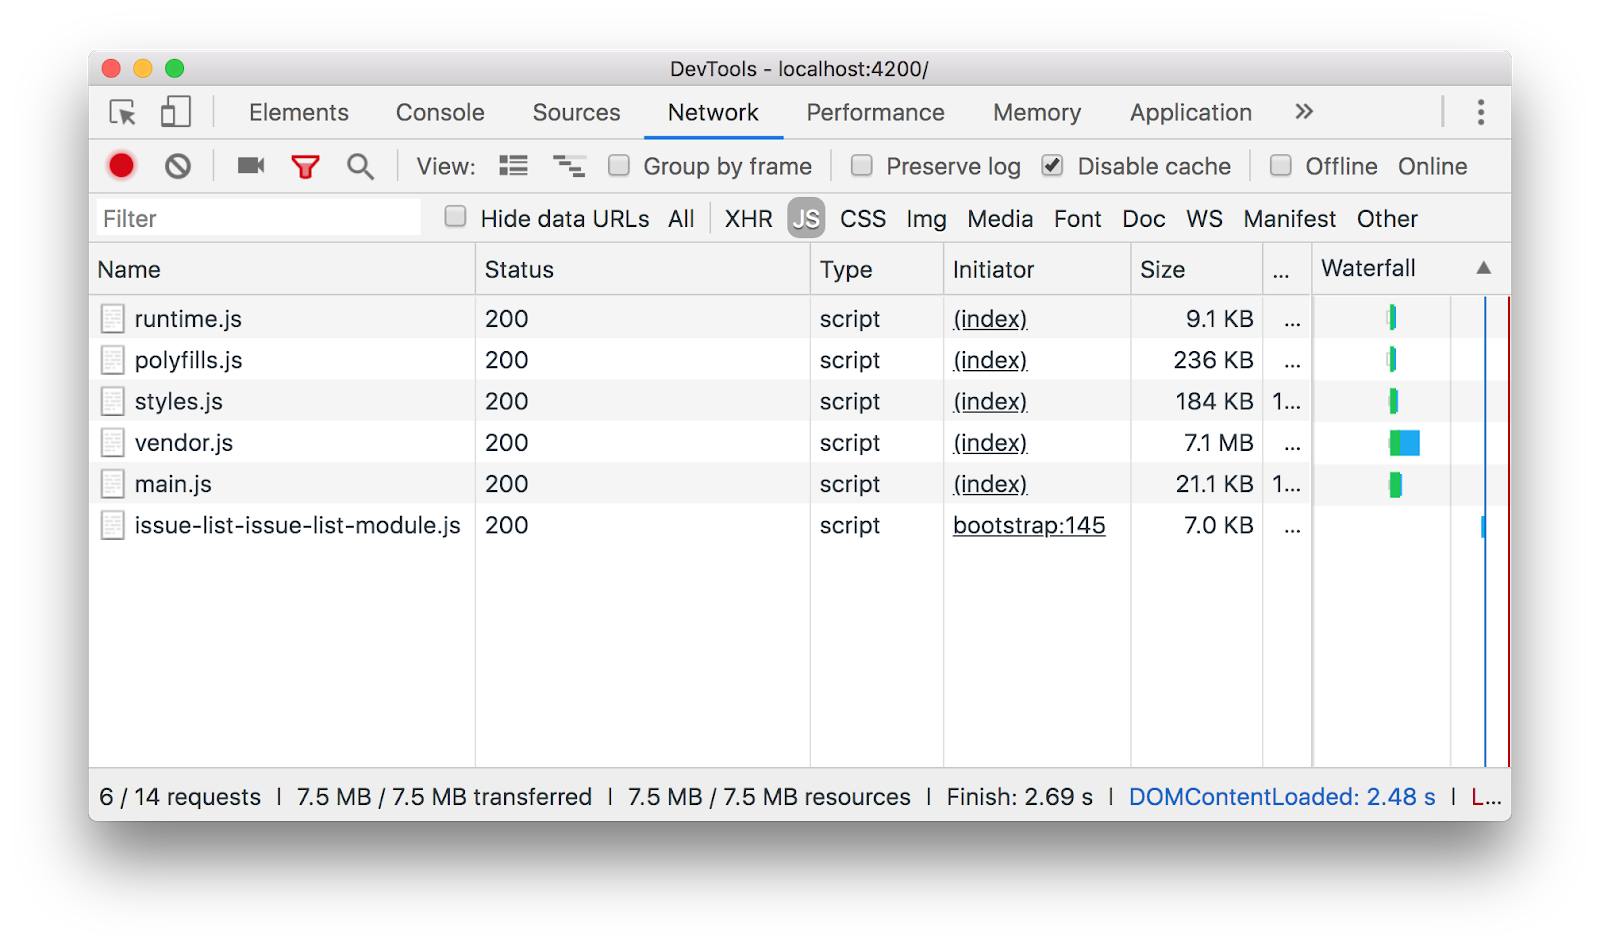 DevTools - localhost:4200/
Elements Console Sources Network Performance Memory Application »
View: Group by frame Preserve log Disable cache Offline Online
Filter Hide data URLs All XHR JS CSS Img Media Font Doc WS Manifest Other
Name Status Type Initiator Size ... Waterfall ▲
runtime.js 200 script (index) 9.1 KB ...
polyfills.js 200 script (index) 236 KB ...
styles.js 200 script (index) 184 KB 1...
vendor.js 200 script (index) 7.1 MB ...
main.js 200 script (index) 21.1 KB 1...
issue-list-issue-list-module.js 200 script bootstrap:145 7.0 KB ...
6 / 14 requests | 7.5 MB / 7.5 MB transferred | 7.5 MB / 7.5 MB resources | Finish: 2.69 s | DOMContentLoaded: 2.48 s | L...